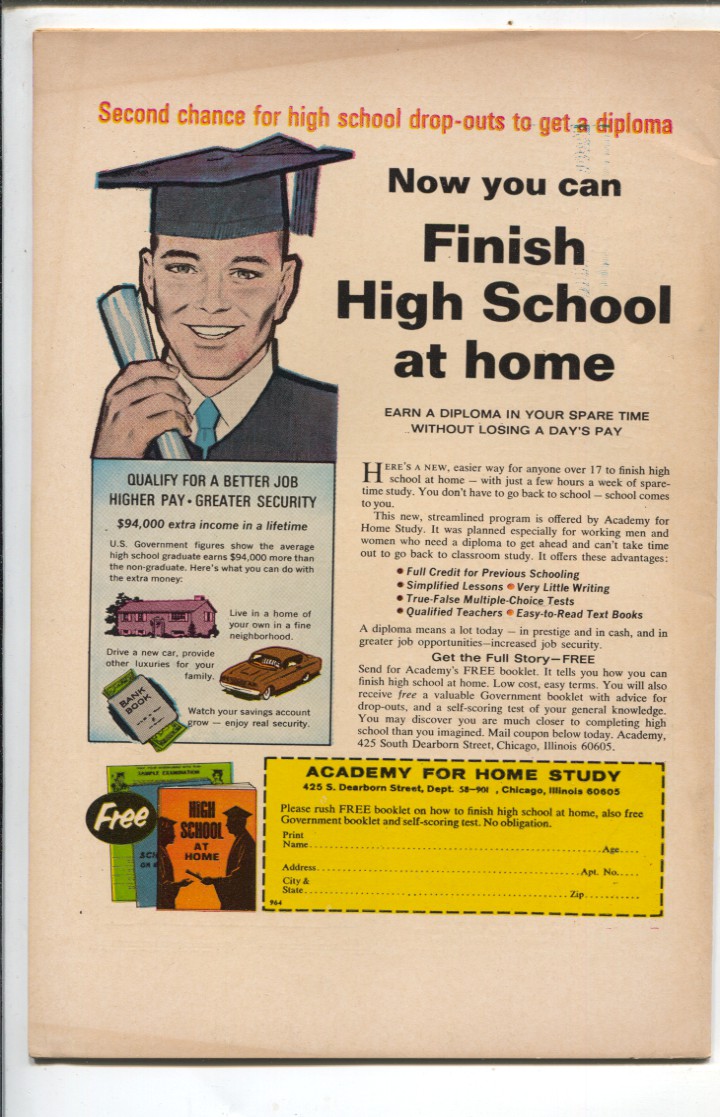 Second chance for high school drop-outs to get a diploma
Now you can
Finish
High School
at home
EARN A DIPLOMA IN YOUR SPARE TIME
WITHOUT LOSING A DAY'S PAY
QUALIFY FOR A BETTER JOB
HIGHER PAY • GREATER SECURITY
$94,000 extra income in a lifetime
U.S. Government figures show the average
high school graduate earns $94,000 more than
the non-graduate. Here's what you can do with
the extra money:
Live in a home of
your own in a fine
neighborhood.
Drive a new car, provide
other luxuries for your
family.
BANK
BOOK
Watch your savings account
grow — enjoy real security.
HERE'S A NEW, easier way for anyone over 17 to finish high
school at home — with just a few hours a week of spare-
time study. You don't have to go back to school — school comes
to you.
This new, streamlined program is offered by Academy for
Home Study. It was planned especially for working men and
women who need a diploma to get ahead and can't take time
out to go back to classroom study. It offers these advantages:
• Full Credit for Previous Schooling
• Simplified Lessons • Very Little Writing
• True-False Multiple-Choice Tests
• Qualified Teachers • Easy-to-Read Text Books
A diploma means a lot today — in prestige and in cash, and in
greater job opportunities—increased job security.
Get the Full Story—FREE
Send for Academy's FREE booklet. It tells you how you can
finish high school at home. Low cost, easy terms. You will also
receive free a valuable Government booklet with advice for
drop-outs, and a self-scoring test of your general knowledge.
You may discover you are much closer to completing high
school than you imagined. Mail coupon below today. Academy,
425 South Dearborn Street, Chicago, Illinois 60605.
SAMPLE EXAMINATION
Free
SCH
OR
HIGH
SCHOOL
AT
HOME
ACADEMY FOR HOME STUDY
425 S. Dearborn Street, Dept. 58-901 , Chicago, Illinois 60605
Please rush FREE booklet on how to finish high school at home, also free
Government booklet and self-scoring test. No obligation.
Print
Name Age
Address Apt. No.
City &
State Zip
964